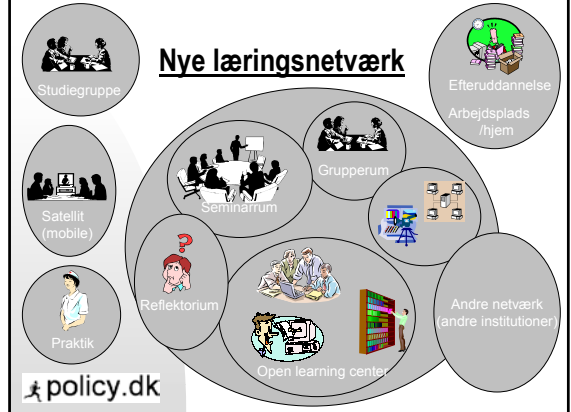 Nye læringsnetværk
Studiegruppe
Efteruddannelse
Arbejdsplads
/hjem
Grupperum
Seminarrum
Satellit
(mobile)
Reflektorium
Andre netværk
(andre institutioner)
Praktik
Open learning center
policy.dk